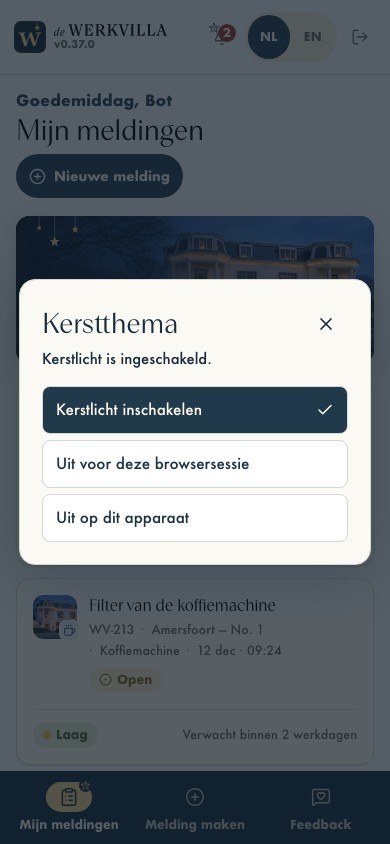 W de WERKVILLA
v0.37.0
2
NL EN
Goedemiddag, Bot
Mijn meldingen
Nieuwe melding
Kerstthema
Kerstlicht is ingeschakeld.
Kerstlicht inschakelen
Uit voor deze browsersessie
Uit op dit apparaat
Filter van de koffiemachine
WV-213 · Amersfoort – No. 1
· Koffiemachine · 12 dec · 09:24
Open
Laag Verwacht binnen 2 werkdagen
Mijn meldingen Melding maken Feedback